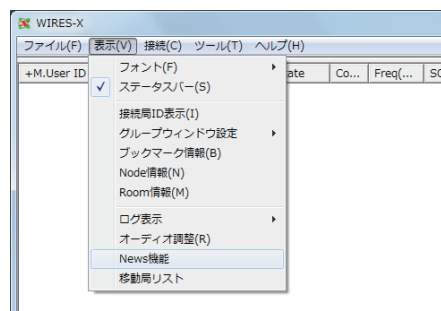 WIRES-X
ファイル(F) 表示(V) 接続(C) ツール(T) ヘルプ(H)
+M.User ID Co... Freq(...
フォント(F)
ステータスバー(S)
接続局ID表示(I)
グループウィンドウ設定
ブックマーク情報(B)
Node情報(N)
Room情報(M)
ログ表示
オーディオ調整(R)
News機能
移動局リスト